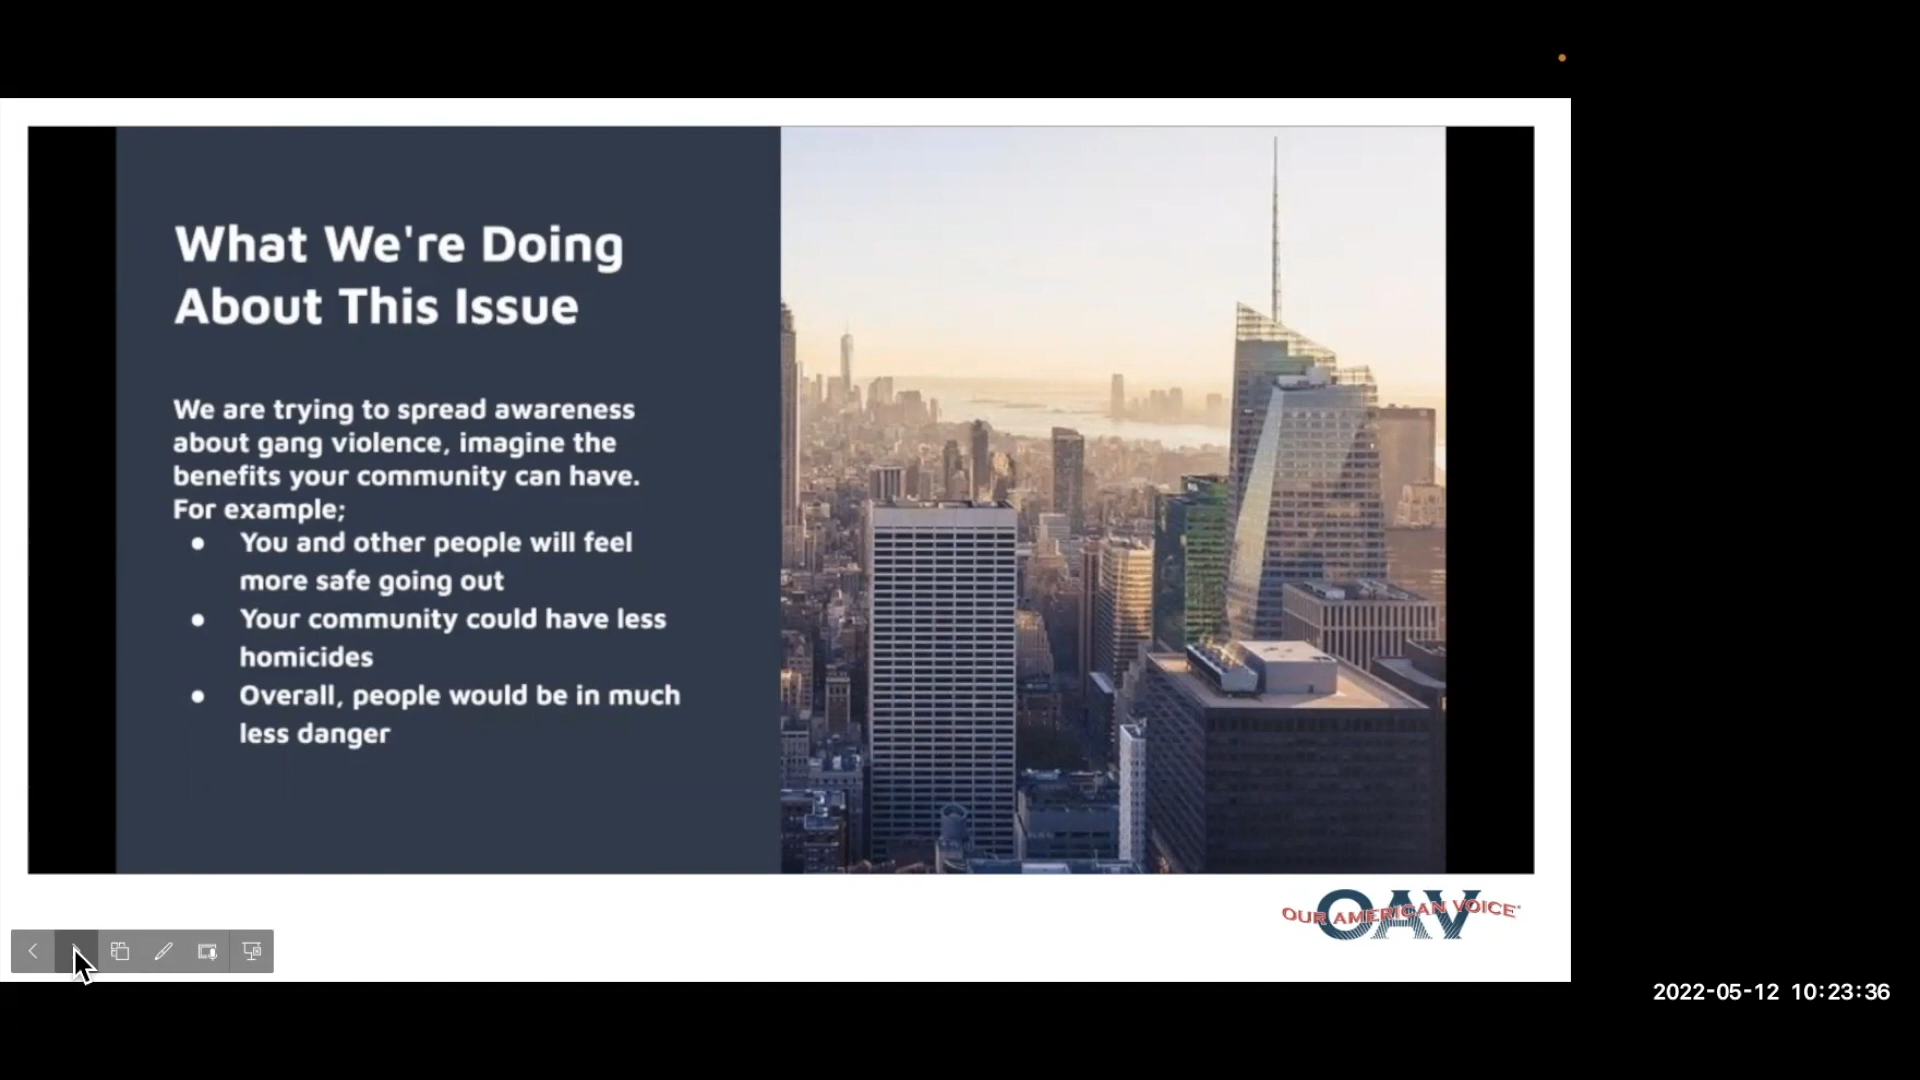 What We're Doing
About This Issue
We are trying to spread awareness
about gang violence, imagine the
benefits your community can have.
For example;
● You and other people will feel
more safe going out
● Your community could have less
homicides
● Overall, people would be in much
less danger
OAV
OUR AMERICAN VOICE
2022-05-12 10:23:36